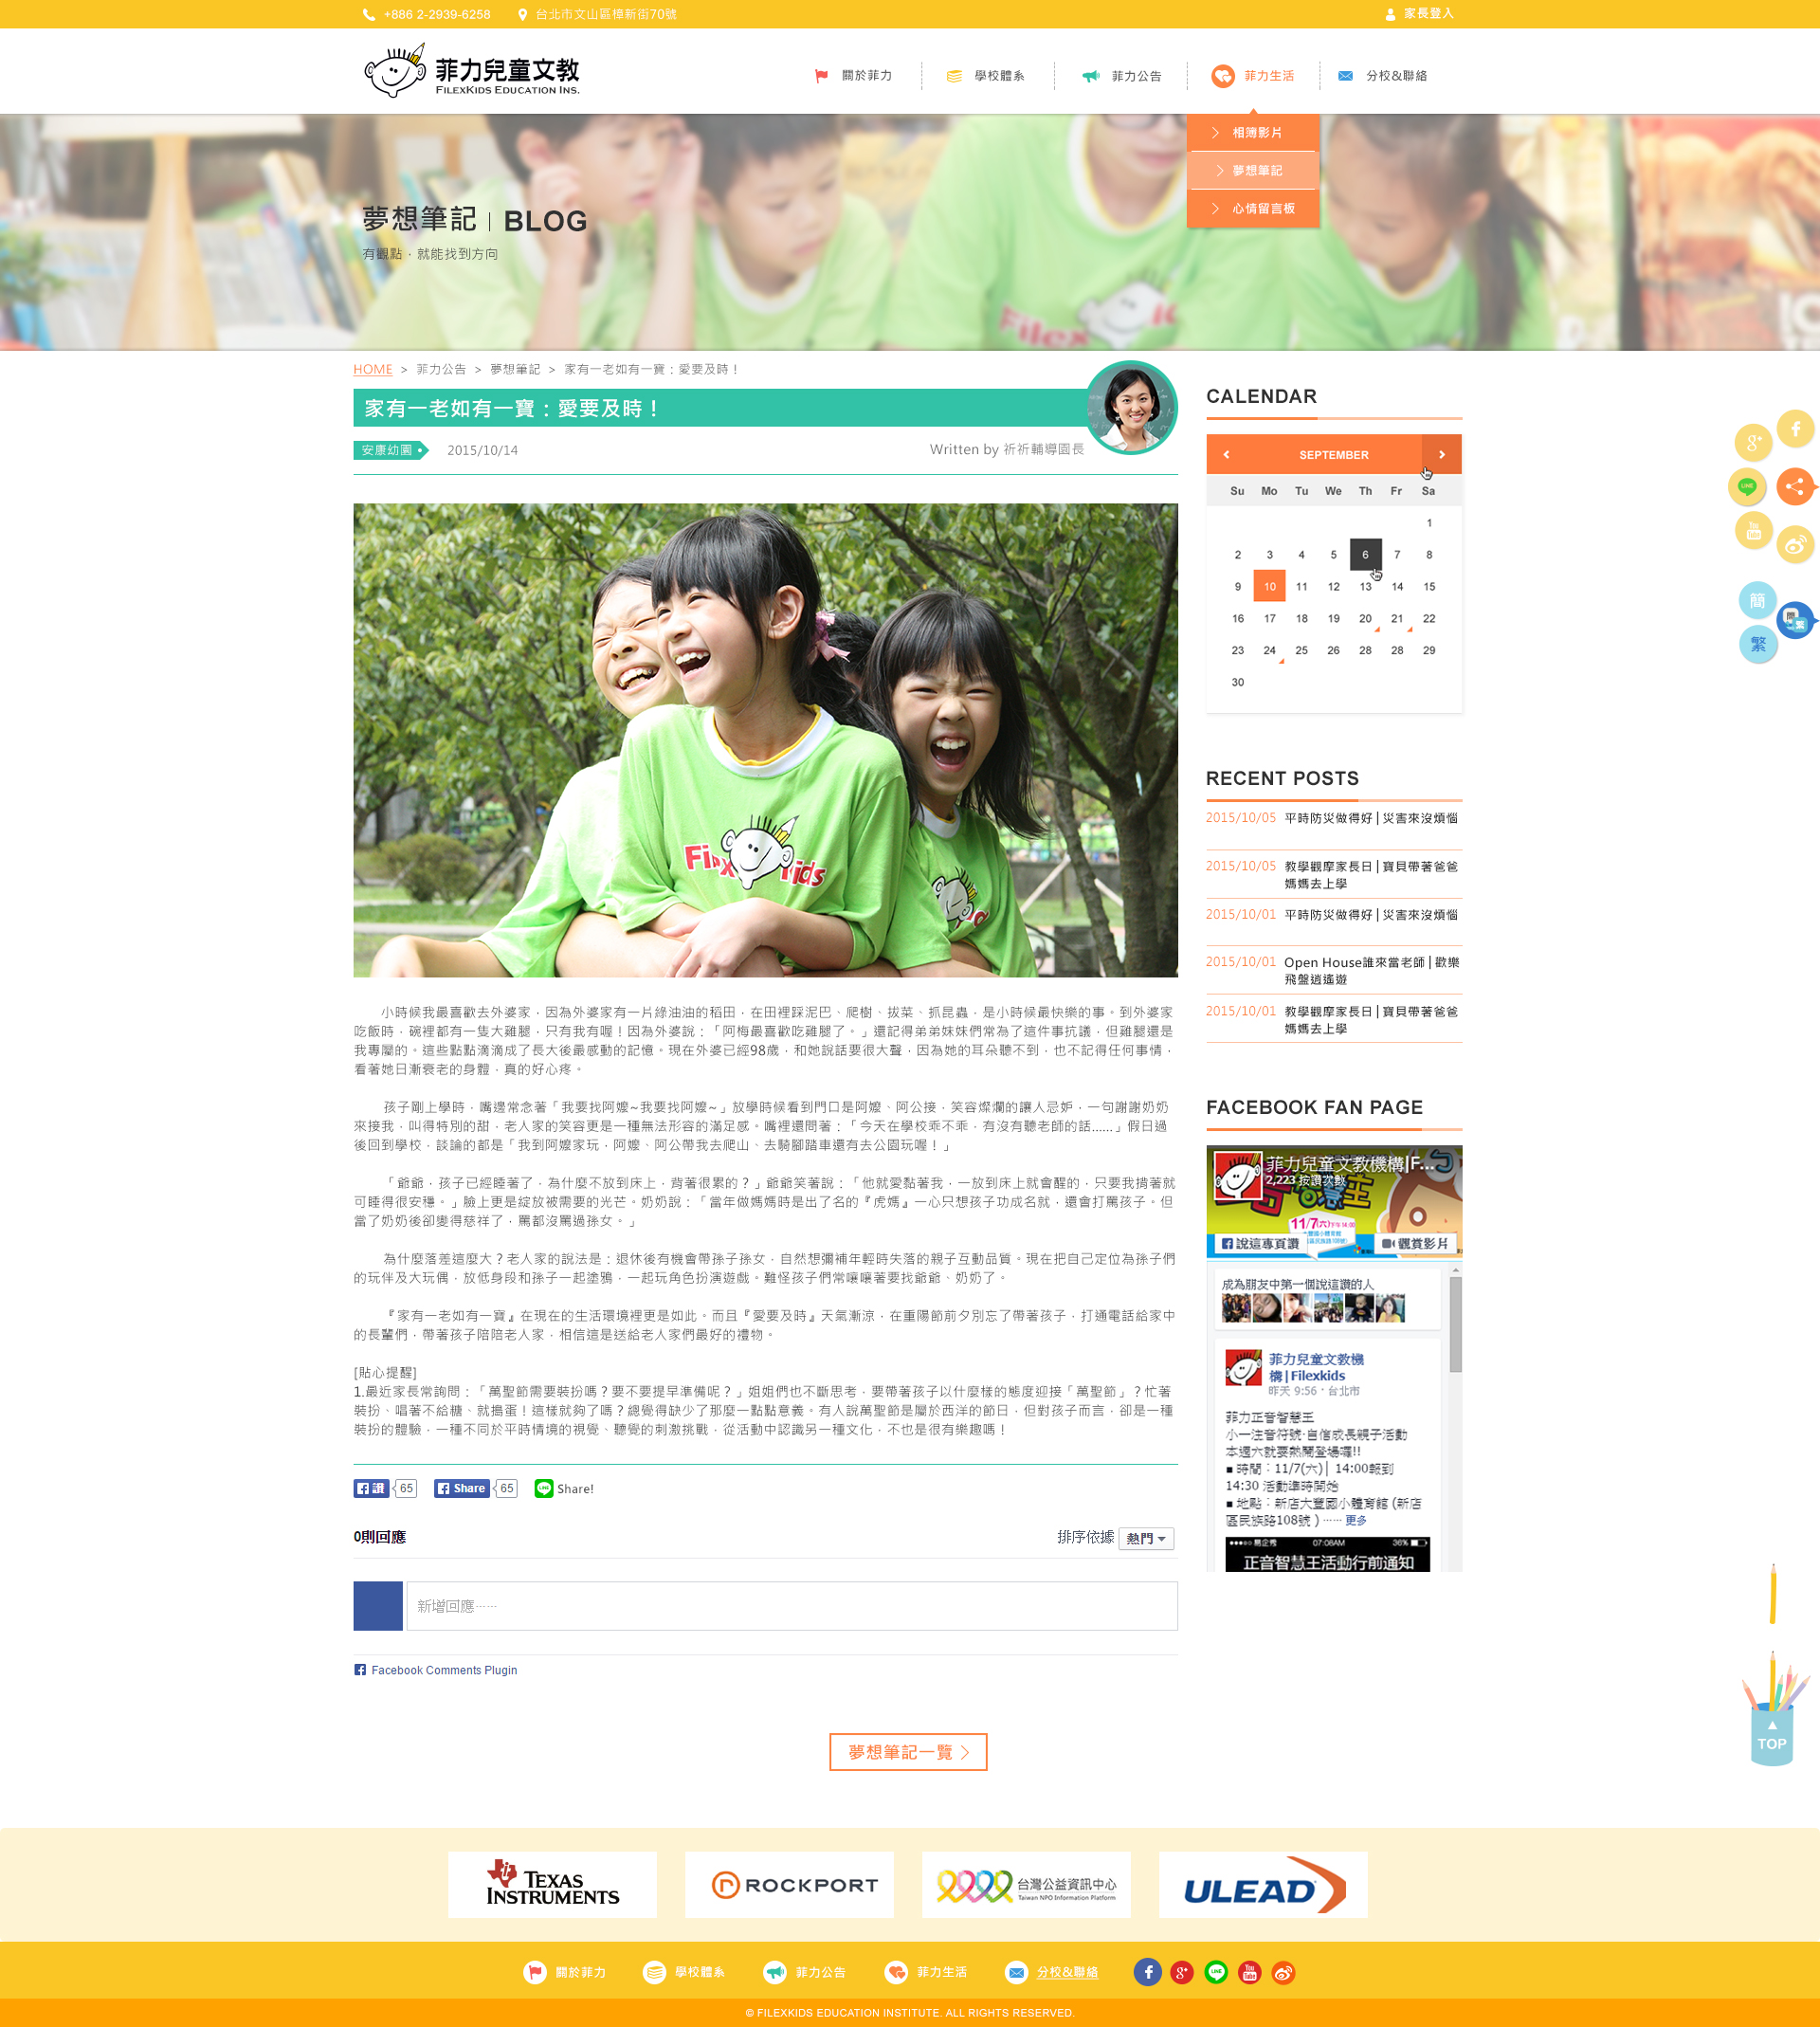 +886 2-2939-6258
台北市文山區樟新街70號
家長登入
菲力兒童文教
FILEXKIDS EDUCATION INS.
關於菲力
學校體系
菲力公告
菲力生活
分校&聯絡
相簿影片
夢想筆記
心情留言板
夢想筆記 | BLOG
有觀點，就能找到方向
HOME > 菲力公告 > 夢想筆記 > 家有一老如有一寶：愛要及時！
家有一老如有一寶：愛要及時！
安康幼園
2015/10/14
Written by 祈祈輔導園長
小時候我最喜歡去外婆家，因為外婆家有一片綠油油的稻田，在田裡踩泥巴、爬樹、拔菜、抓昆蟲，是小時候最快樂的事。到外婆家
吃飯時，碗裡都有一隻大雞腿，只有我有喔！因為外婆說：「阿梅最喜歡吃雞腿了。」還記得弟弟妹妹們常為了這件事抗議，但雞腿還是
我專屬的。這些點點滴滴成了長大後最感動的記憶。現在外婆已經98歲，和她說話要很大聲，因為她的耳朵聽不到，也不記得任何事情，
看著她日漸衰老的身體，真的好心疼。
孩子剛上學時，嘴邊常念著「我要找阿嬤~我要找阿嬤~」放學時候看到門口是阿嬤、阿公接，笑容燦爛的讓人忌妒，一句謝謝奶奶
來接我，叫得特別的甜，老人家的笑容更是一種無法形容的滿足感。嘴裡還問著：「今天在學校乖不乖，有沒有聽老師的話......」假日過
後回到學校，談論的都是「我到阿嬤家玩，阿嬤、阿公帶我去爬山、去騎腳踏車還有去公園玩喔！」
「爺爺，孩子已經睡著了，為什麼不放到床上，背著很累的？」爺爺笑著說：「他就愛黏著我，一放到床上就會醒的，只要我揹著就
可睡得很安穩。」臉上更是綻放被需要的光芒。奶奶說：「當年做媽媽時是出了名的『虎媽』一心只想孩子功成名就，還會打罵孩子。但
當了奶奶後卻變得慈祥了，罵都沒罵過孫女。」
為什麼落差這麼大？老人家的說法是：退休後有機會帶孫子孫女，自然想彌補年輕時失落的親子互動品質。現在把自己定位為孫子們
的玩伴及大玩偶，放低身段和孫子一起塗鴉，一起玩角色扮演遊戲。難怪孩子們常嚷嚷著要找爺爺、奶奶了。
『家有一老如有一寶』在現在的生活環境裡更是如此。而且『愛要及時』天氣漸涼，在重陽節前夕別忘了帶著孩子，打通電話給家中
的長輩們，帶著孩子陪陪老人家，相信這是送給老人家們最好的禮物。
[貼心提醒]
1.最近家長常詢問：「萬聖節需要裝扮嗎？要不要提早準備呢？」姐姐們也不斷思考，要帶著孩子以什麼樣的態度迎接「萬聖節」？忙著
裝扮、唱著不給糖、就搗蛋！這樣就夠了嗎？總覺得缺少了那麼一點點意義。有人說萬聖節是屬於西洋的節日，但對孩子而言，卻是一種
裝扮的體驗，一種不同於平時情境的視覺、聽覺的刺激挑戰，從活動中認識另一種文化，不也是很有樂趣嗎！
讚 65
Share 65
LINE Share!
0則回應
排序依據 熱門
新增回應……
Facebook Comments Plugin
夢想筆記一覽
CALENDAR
SEPTEMBER
Su Mo Tu We Th Fr Sa
1
2 3 4 5 6 7 8
9 10 11 12 13 14 15
16 17 18 19 20 21 22
23 24 25 26 28 28 29
30
RECENT POSTS
2015/10/05 平時防災做得好 | 災害來沒煩惱
2015/10/05 教學觀摩家長日 | 寶貝帶著爸爸
媽媽去上學
2015/10/01 平時防災做得好 | 災害來沒煩惱
2015/10/01 Open House誰來當老師 | 歡樂
飛盤逍遙遊
2015/10/01 教學觀摩家長日 | 寶貝帶著爸爸
媽媽去上學
FACEBOOK FAN PAGE
菲力兒童文教機構|F...
2,223 按讚次數
11/7(六)
說這專頁讚
觀賞影片
成為朋友中第一個說這讚的人
菲力兒童文教機
構|Filexkids
昨天 9:56 · 台北市
菲力正音智慧王
小一注音符號·自信成長親子活動
本週六就要熱鬧登場囉!!
■ 時間：11/7(六)│ 14:00報到
14:30 活動準時開始
■ 地點：新店大豐國小體育館 (新店
區民族路108號 ) …… 更多
07:08AM
36%
正音智慧王活動行前通知
g+
f
LINE
You Tube
簡
繁
TOP
TEXAS
INSTRUMENTS
ROCKPORT
台灣公益資訊中心
Taiwan NPO Information Platform
ULEAD
關於菲力
學校體系
菲力公告
菲力生活
分校&聯絡
© FILEXKIDS EDUCATION INSTITUTE. ALL RIGHTS RESERVED.